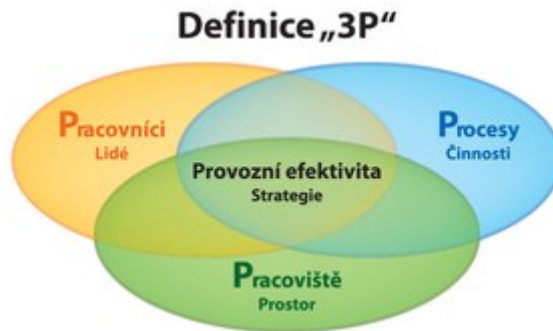 Definice „3P“
Pracovníci
Lidé
Procesy
Činnosti
Provozní efektivita
Strategie
Pracoviště
Prostor